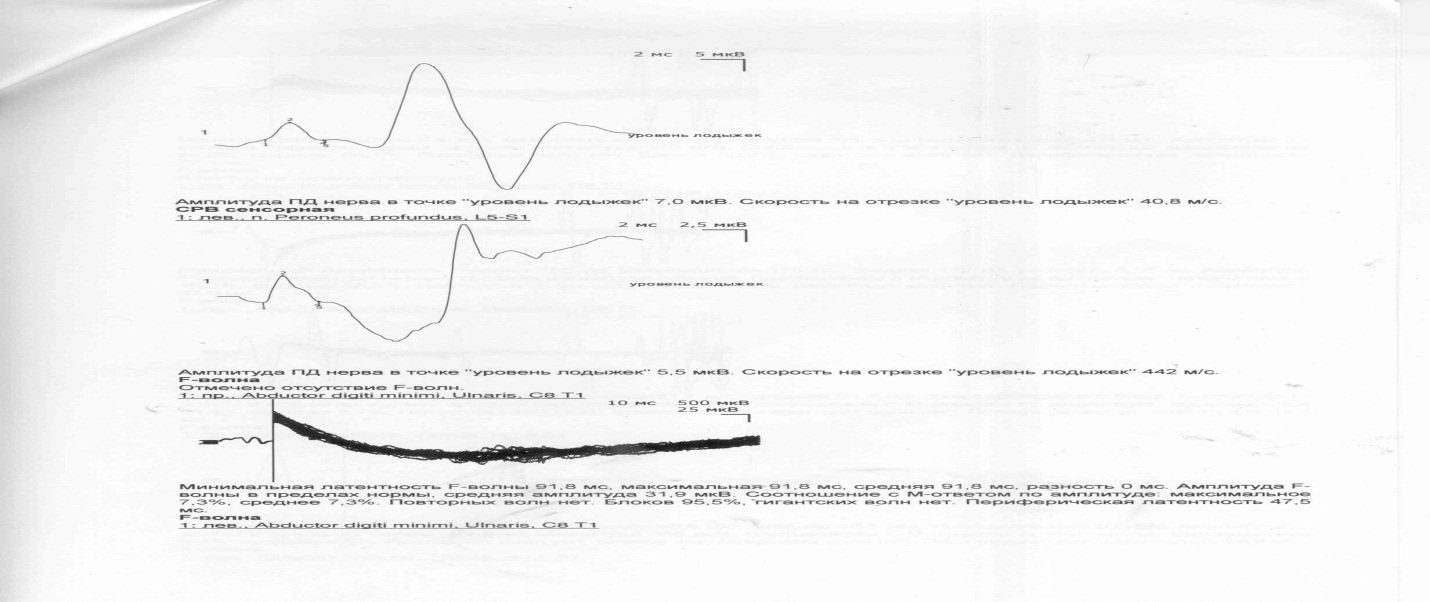 2 мс 5 мкВ
1
2
1
3
5
уровень лодыжек
Амплитуда ПД нерва в точке "уровень лодыжек" 7,0 мкВ. Скорость на отрезке "уровень лодыжек" 40,8 м/с.
СРВ сенсорная
1: лев., n. Peroneus profundus, L5-S1
2 мс 2,5 мкВ
1
2
1
уровень лодыжек
Амплитуда ПД нерва в точке "уровень лодыжек" 5,5 мкВ. Скорость на отрезке "уровень лодыжек" 442 м/с.
F-волна
Отмечено отсутствие F-волн.
1: пр., Abductor digiti minimi, Ulnaris, C8 T1
10 мс 500 мкВ
25 мкВ
Минимальная латентность F-волны 91,8 мс, максимальная 91,8 мс, средняя 91,8 мс, разность 0 мс. Амплитуда F-
волны в пределах нормы, средняя амплитуда 31,9 мкВ. Соотношение с М-ответом по амплитуде: максимальное
7,3%, среднее 7,3%. Повторных волн нет. Блоков 95,5%, гигантских волн нет. Периферическая латентность 47,5
мс.
F-волна
1: лев., Abductor digiti minimi, Ulnaris, C8 T1